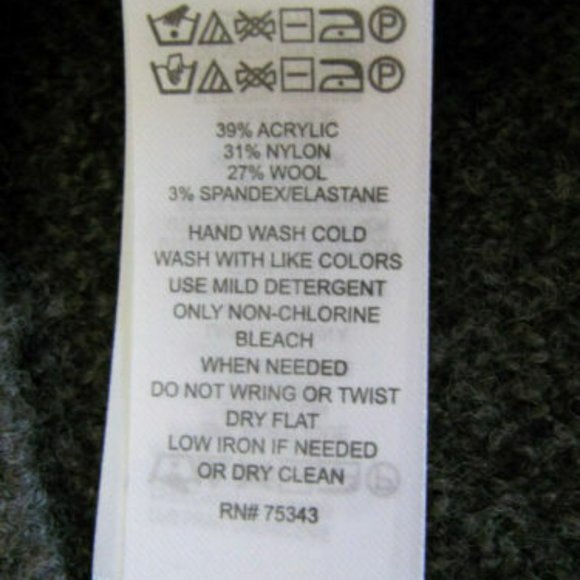 39% ACRYLIC
31% NYLON
27% WOOL
3% SPANDEX/ELASTANE
HAND WASH COLD
WASH WITH LIKE COLORS
USE MILD DETERGENT
ONLY NON-CHLORINE
BLEACH
WHEN NEEDED
DO NOT WRING OR TWIST
DRY FLAT
LOW IRON IF NEEDED
OR DRY CLEAN
RN# 75343